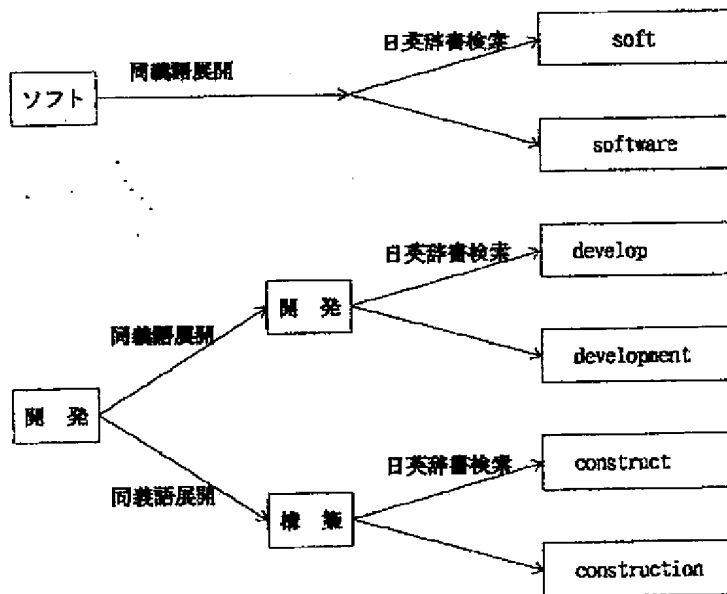 日英辞書検索
soft
同義語展開
ソフト
software
日英辞書検索
develop
開発
同義語展開
development
開発
日英辞書検索
construct
同義語展開
構築
construction